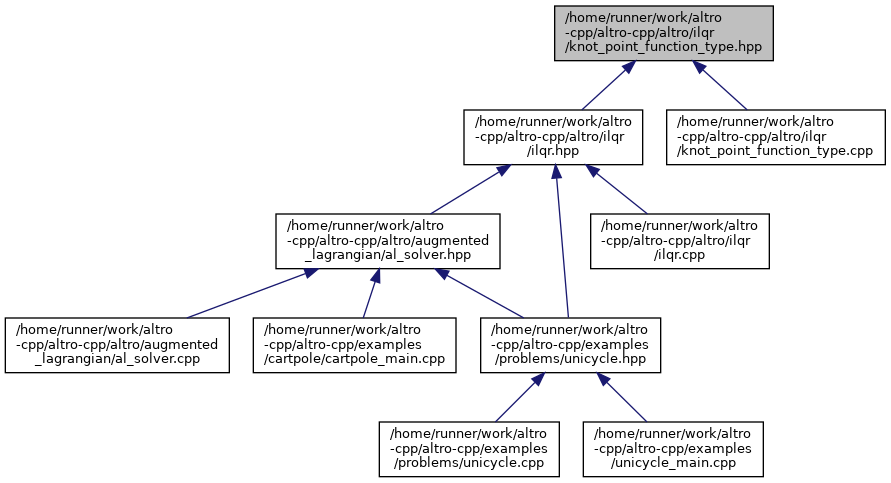 /home/runner/work/altro
-cpp/altro-cpp/altro/ilqr
/knot_point_function_type.hpp
/home/runner/work/altro
-cpp/altro-cpp/altro/ilqr
/ilqr.hpp
/home/runner/work/altro
-cpp/altro-cpp/altro/ilqr
/knot_point_function_type.cpp
/home/runner/work/altro
-cpp/altro-cpp/altro/augmented
_lagrangian/al_solver.hpp
/home/runner/work/altro
-cpp/altro-cpp/altro/ilqr
/ilqr.cpp
/home/runner/work/altro
-cpp/altro-cpp/altro/augmented
_lagrangian/al_solver.cpp
/home/runner/work/altro
-cpp/altro-cpp/examples
/cartpole/cartpole_main.cpp
/home/runner/work/altro
-cpp/altro-cpp/examples
/problems/unicycle.hpp
/home/runner/work/altro
-cpp/altro-cpp/examples
/problems/unicycle.cpp
/home/runner/work/altro
-cpp/altro-cpp/examples
/unicycle_main.cpp